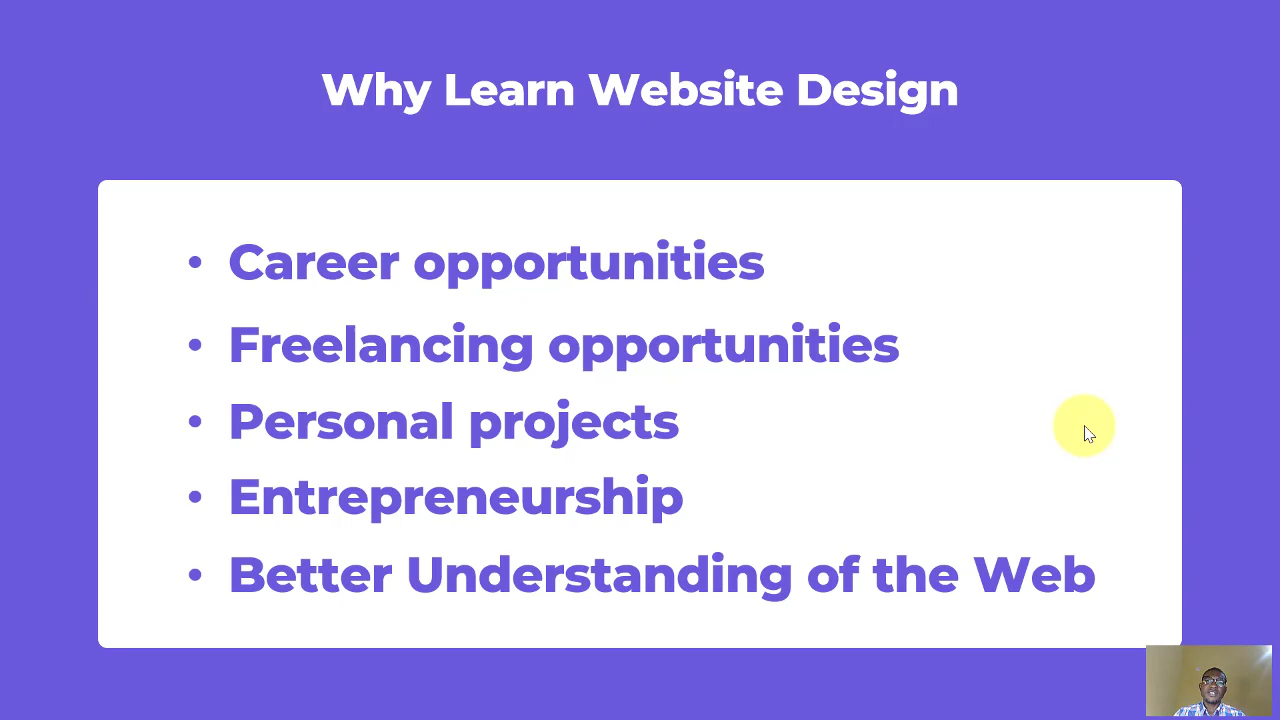 Why Learn Website Design
• Career opportunities
• Freelancing opportunities
• Personal projects
• Entrepreneurship
• Better Understanding of the Web